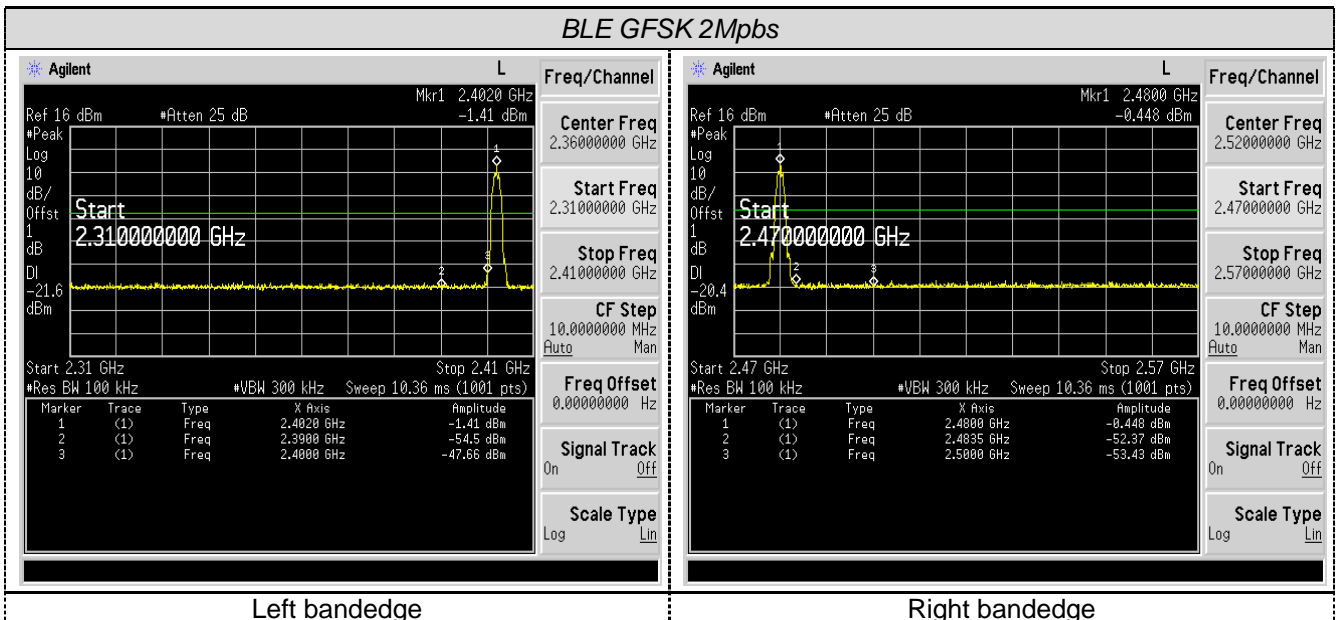 BLE GFSK 2Mpbs
Agilent L
Mkr1 2.4020 GHz
Ref 16 dBm #Atten 25 dB -1.41 dBm
#Peak
Log
10
dB/
Offst
1
dB
DI
-21.6
dBm
1
2
3
Start
2.310000000 GHz
Start 2.31 GHz Stop 2.41 GHz
#Res BW 100 kHz #VBW 300 kHz Sweep 10.36 ms (1001 pts)
Marker Trace Type X Axis Amplitude
1 (1) Freq 2.4020 GHz -1.41 dBm
2 (1) Freq 2.3900 GHz -54.5 dBm
3 (1) Freq 2.4000 GHz -47.66 dBm
Freq/Channel
Center Freq
2.36000000 GHz
Start Freq
2.31000000 GHz
Stop Freq
2.41000000 GHz
CF Step
10.0000000 MHz
Auto Man
Freq Offset
0.00000000 Hz
Signal Track
On Off
Scale Type
Log Lin
Left bandedge
Agilent L
Mkr1 2.4800 GHz
Ref 16 dBm #Atten 25 dB -0.448 dBm
#Peak
Log
10
dB/
Offst
1
dB
DI
-20.4
dBm
1
2
3
Start
2.470000000 GHz
Start 2.47 GHz Stop 2.57 GHz
#Res BW 100 kHz #VBW 300 kHz Sweep 10.36 ms (1001 pts)
Marker Trace Type X Axis Amplitude
1 (1) Freq 2.4800 GHz -0.448 dBm
2 (1) Freq 2.4835 GHz -52.37 dBm
3 (1) Freq 2.5000 GHz -53.43 dBm
Freq/Channel
Center Freq
2.52000000 GHz
Start Freq
2.47000000 GHz
Stop Freq
2.57000000 GHz
CF Step
10.0000000 MHz
Auto Man
Freq Offset
0.00000000 Hz
Signal Track
On Off
Scale Type
Log Lin
Right bandedge